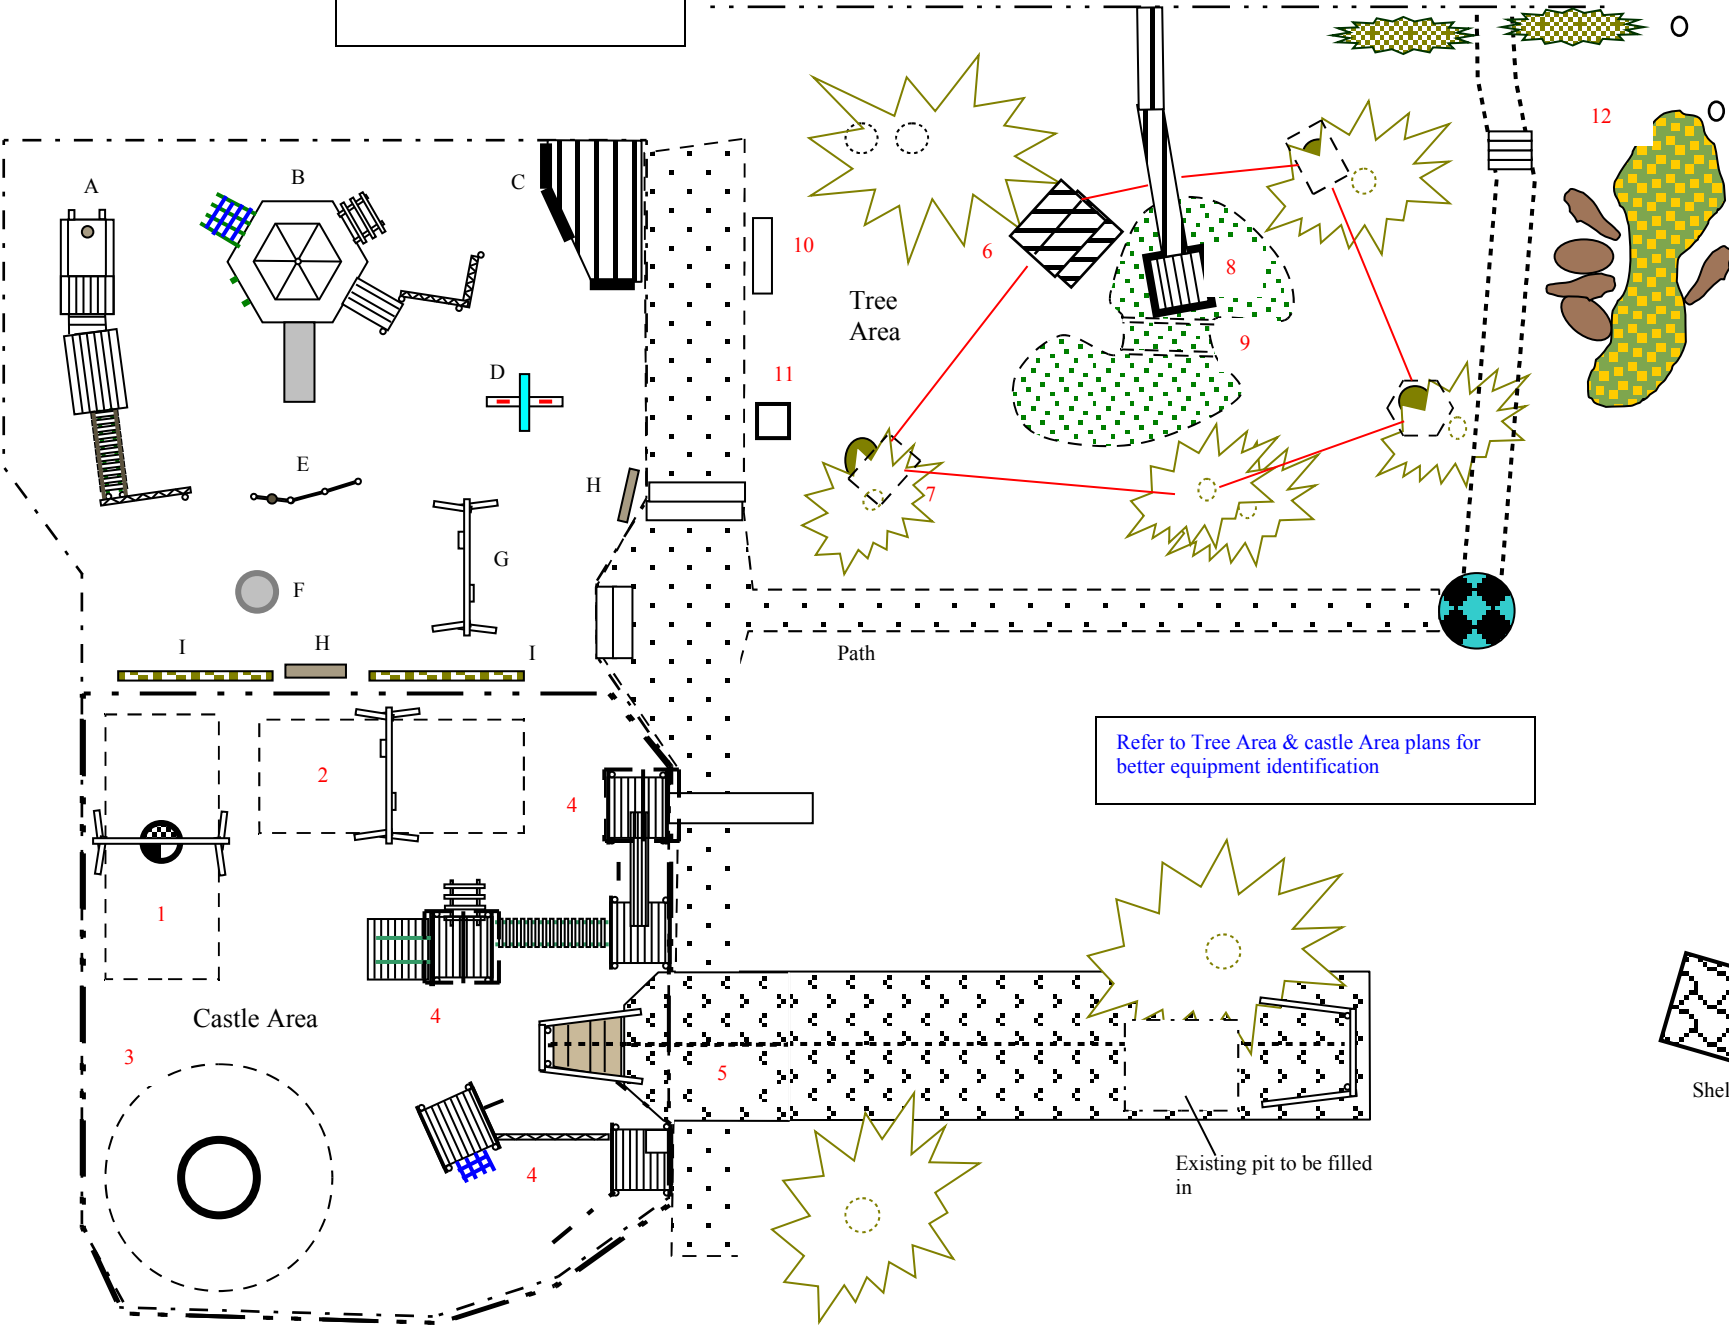 12
B
C
A
10
6
8
Tree
Area
9
D
11
E
H
7
G
F
I
H
I
Path
Refer to Tree Area & castle Area plans for
better equipment identification
2
4
1
Castle Area
4
3
5
Shel
Existing pit to be filled
in
4